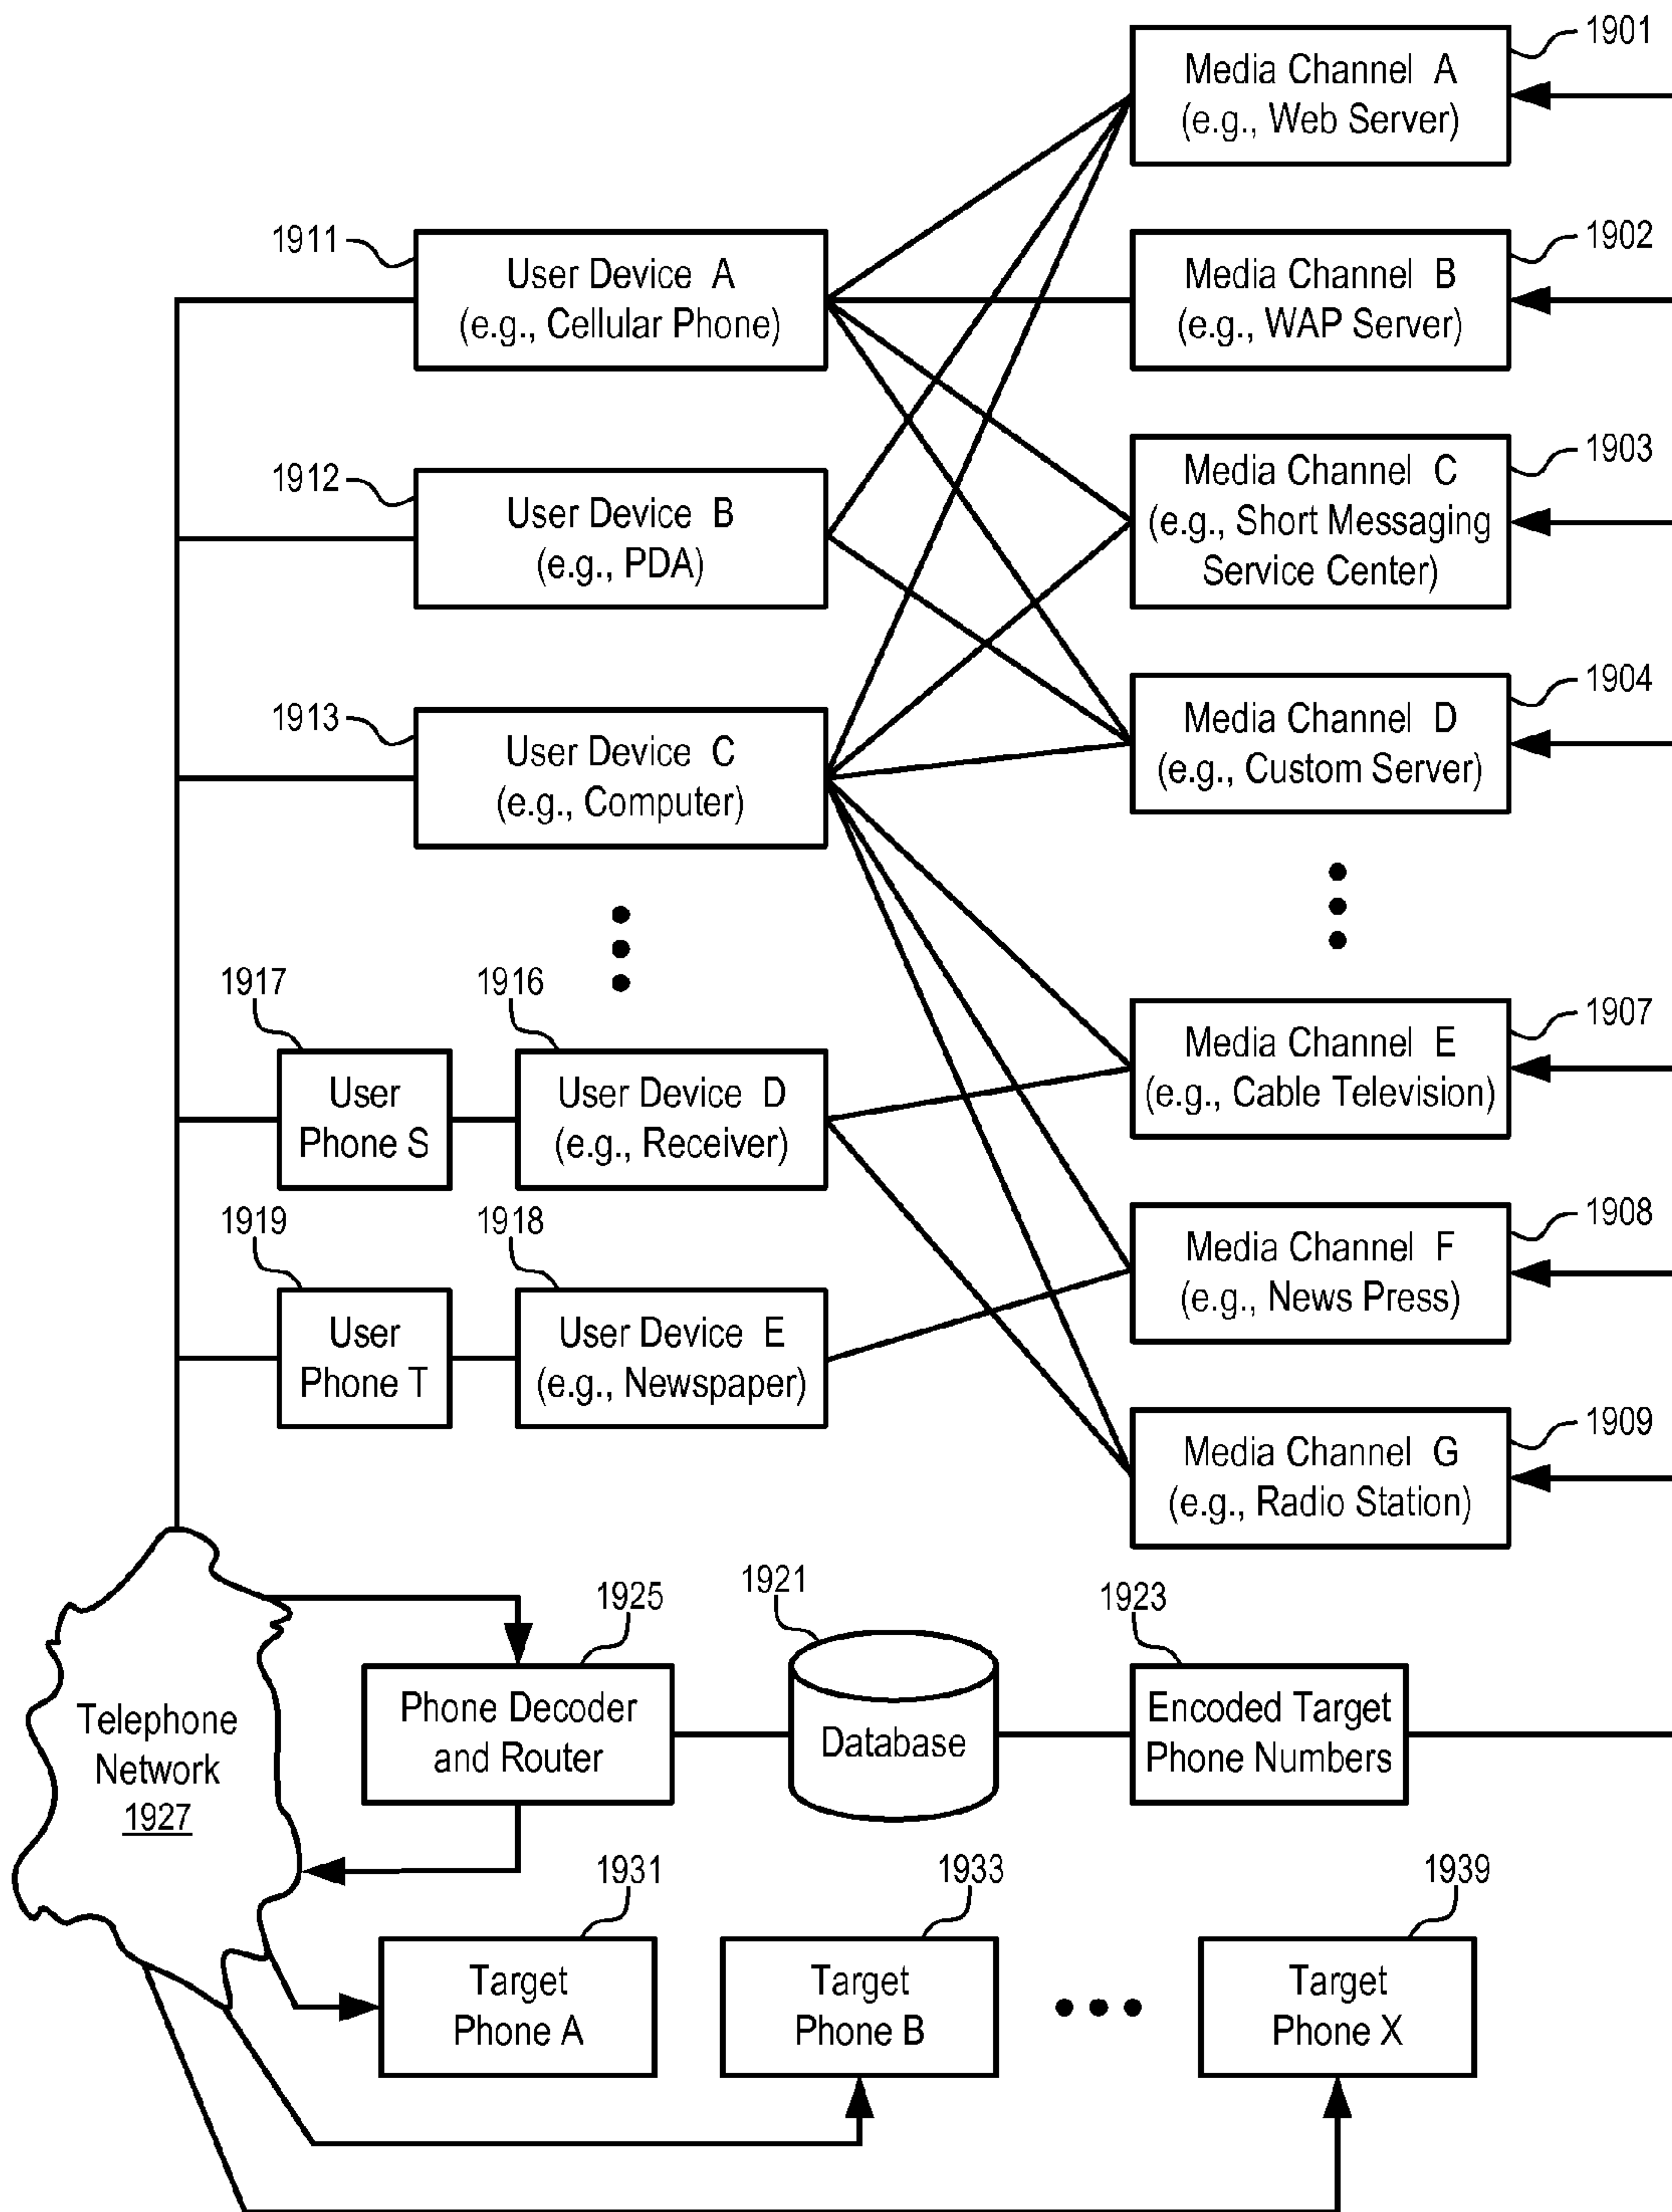 1901
Media Channel A
(e.g., Web Server)
1911
User Device A
(e.g., Cellular Phone)
1902
Media Channel B
(e.g., WAP Server)
1912
User Device B
(e.g., PDA)
1903
Media Channel C
(e.g., Short Messaging
Service Center)
1913
User Device C
(e.g., Computer)
1904
Media Channel D
(e.g., Custom Server)
1917
User
Phone S
1916
User Device D
(e.g., Receiver)
1907
Media Channel E
(e.g., Cable Television)
1919
User
Phone T
1918
User Device E
(e.g., Newspaper)
1908
Media Channel F
(e.g., News Press)
1909
Media Channel G
(e.g., Radio Station)
Telephone
Network
1927
1925
Phone Decoder
and Router
1921
Database
1923
Encoded Target
Phone Numbers
1931
Target
Phone A
1933
Target
Phone B
1939
Target
Phone X